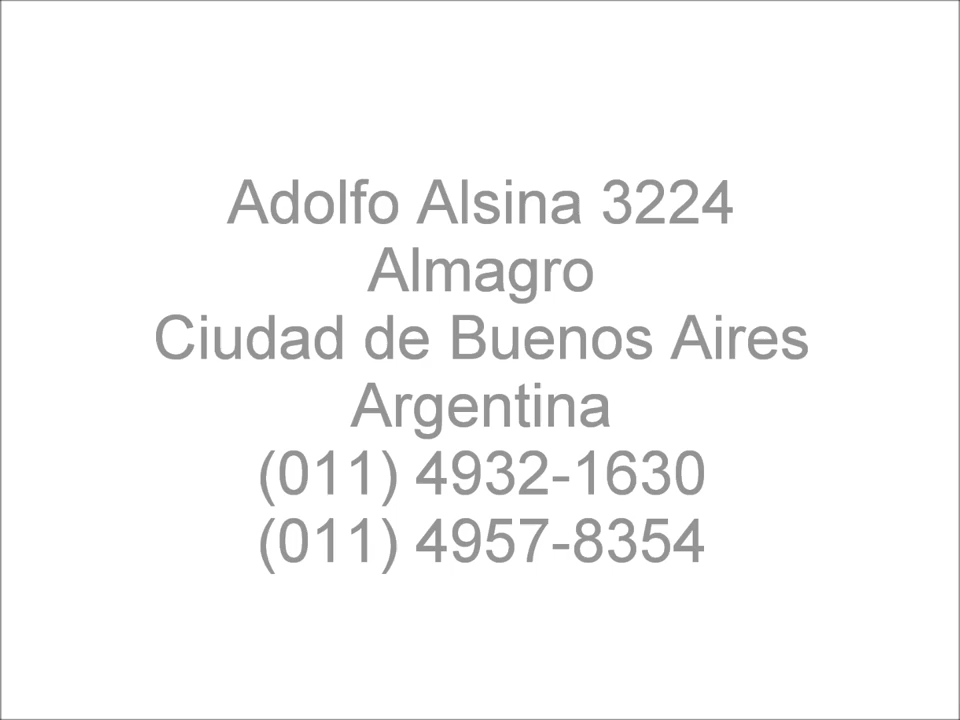 Adolfo Alsina 3224
Almagro
Ciudad de Buenos Aires
Argentina
(011) 4932-1630
(011) 4957-8354